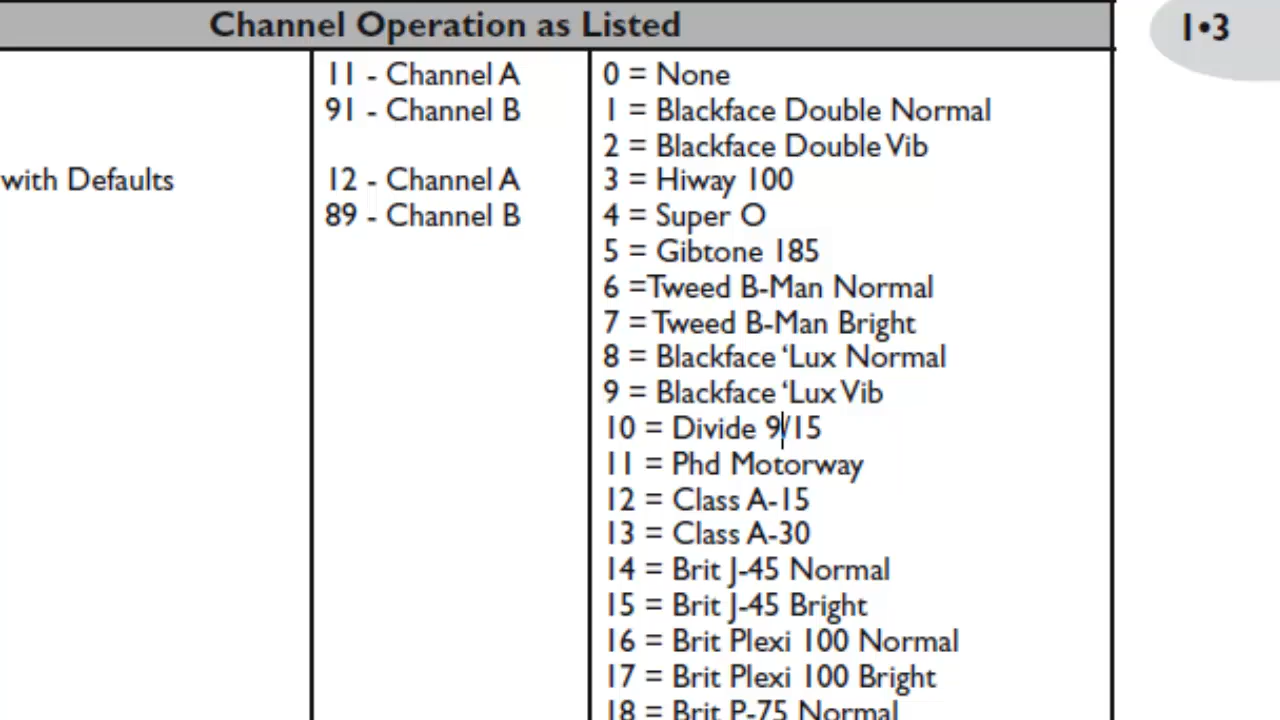 Channel Operation as Listed
1•3
11 - Channel A
91 - Channel B
with Defaults
12 - Channel A
89 - Channel B
0 = None
1 = Blackface Double Normal
2 = Blackface Double Vib
3 = Hiway 100
4 = Super O
5 = Gibtone 185
6 =Tweed B-Man Normal
7 = Tweed B-Man Bright
8 = Blackface ‘Lux Normal
9 = Blackface ‘Lux Vib
10 = Divide 9/15
11 = Phd Motorway
12 = Class A-15
13 = Class A-30
14 = Brit J-45 Normal
15 = Brit J-45 Bright
16 = Brit Plexi 100 Normal
17 = Brit Plexi 100 Bright
18 = Brit P-75 Normal